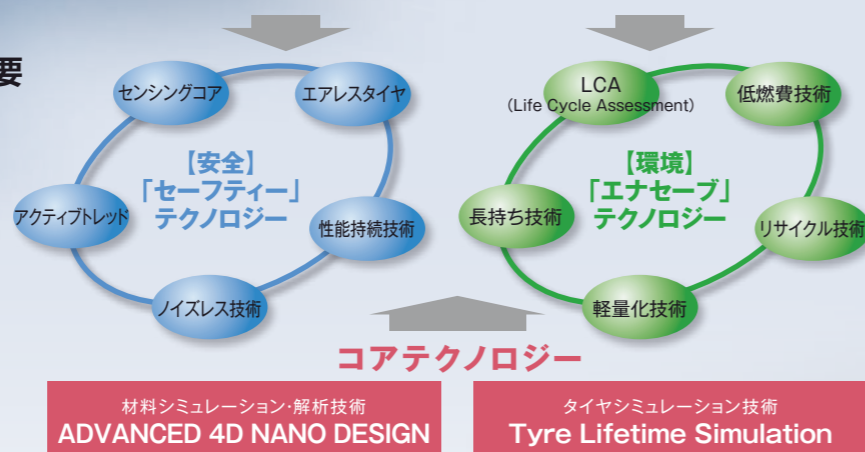 要
センシングコア
エアレスタイヤ
【安全】
「セーフティー」
テクノロジー
アクティブトレッド
性能持続技術
ノイズレス技術
LCA
(Life Cycle Assessment)
低燃費技術
【環境】
「エナセーブ」
テクノロジー
長持ち技術
リサイクル技術
軽量化技術
コアテクノロジー
材料シミュレーション・解析技術
ADVANCED 4D NANO DESIGN
タイヤシミュレーション技術
Tyre Lifetime Simulation